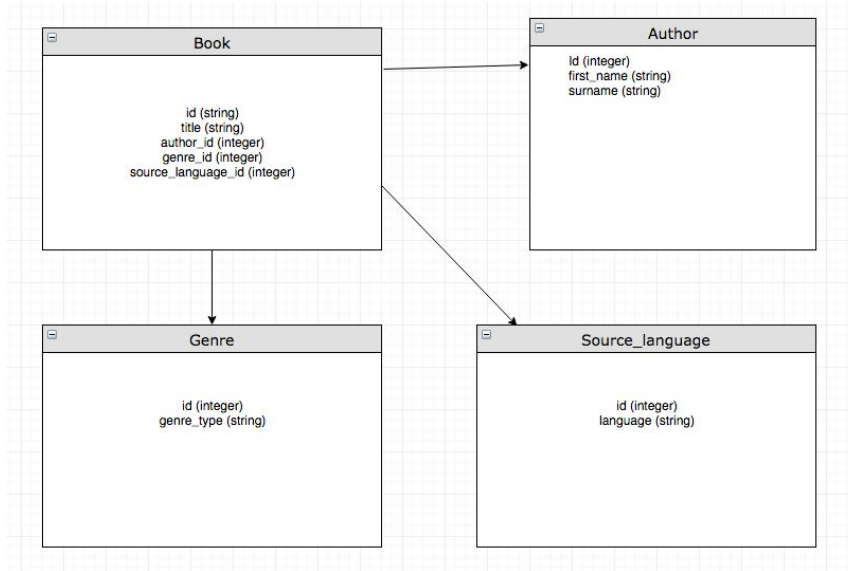 Book
id (string)
title (string)
author_id (integer)
genre_id (integer)
source_language_id (integer)
Author
Id (integer)
first_name (string)
surname (string)
Genre
id (integer)
genre_type (string)
Source_language
id (integer)
language (string)